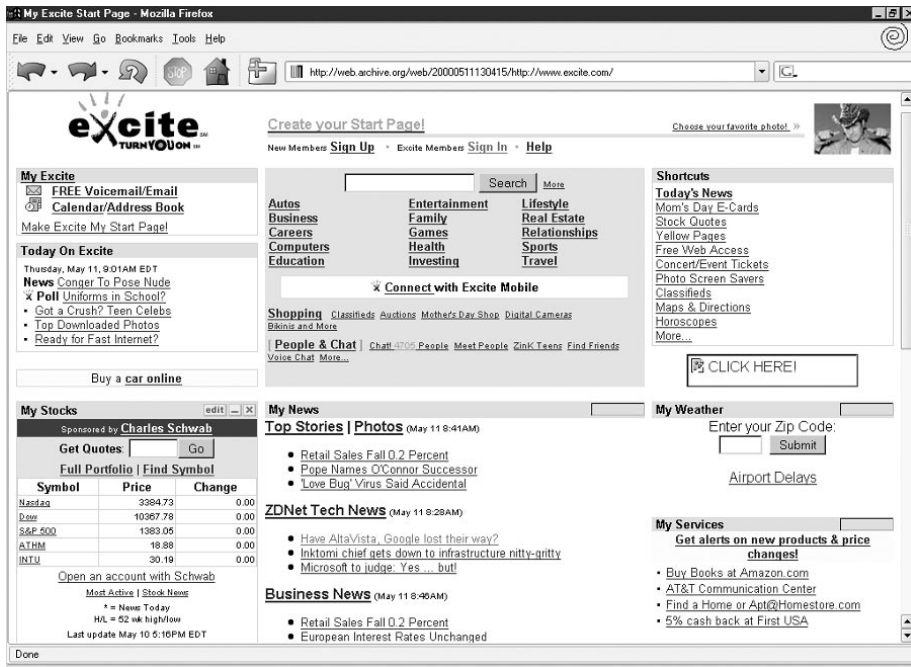 My Excite Start Page - Mozilla Firefox
File Edit View Go Bookmarks Tools Help
STOP
http://web.archive.org/web/20000511130415/http://www.excite.com/
G.
excite
TURN YOU ON
Create your Start Page!
Choose your favorite photo! »
New Members Sign Up • Excite Members Sign In • Help
My Excite
FREE Voicemail/Email
Calendar/Address Book
Make Excite My Start Page!
Today On Excite
Thursday, May 11, 9:01AM EDT
News Conger To Pose Nude
Poll Uniforms in School?
• Got a Crush? Teen Celebs
• Top Downloaded Photos
• Ready for Fast Internet?
Buy a car online
Search More
Autos Entertainment Lifestyle
Business Family Real Estate
Careers Games Relationships
Computers Health Sports
Education Investing Travel
Connect with Excite Mobile
Shopping Classifieds Auctions Mother's Day Shop Digital Cameras
Bikinis and More
[ People & Chat ] Chat! 4705 People Meet People ZinK Teens Find Friends
Voice Chat More...
Shortcuts
Today's News
Mom's Day E-Cards
Stock Quotes
Yellow Pages
Free Web Access
Concert/Event Tickets
Photo Screen Savers
Classifieds
Maps & Directions
Horoscopes
More...
CLICK HERE!
My Stocks edit
Sponsored by Charles Schwab
Get Quotes: Go
Full Portfolio | Find Symbol
Symbol Price Change
Nasdaq 3384.73 0.00
Dow 10367.78 0.00
S&P 500 1383.05 0.00
ATHM 18.88 0.00
INTU 30.19 0.00
Open an account with Schwab
Most Active | Stock News
* = News Today
H/L = 52 wk high/low
Last update May 10 5:16PM EDT
My News
Top Stories | Photos (May 11 8:41AM)
• Retail Sales Fall 0.2 Percent
• Pope Names O'Connor Successor
• 'Love Bug' Virus Said Accidental
ZDNet Tech News (May 11 8:28AM)
• Have AltaVista, Google lost their way?
• Inktomi chief gets down to infrastructure nitty-gritty
• Microsoft to judge: Yes ... but!
Business News (May 11 8:46AM)
• Retail Sales Fall 0.2 Percent
• European Interest Rates Unchanged
My Weather
Enter your Zip Code:
Submit
Airport Delays
My Services
Get alerts on new products & price
changes!
• Buy Books at Amazon.com
• AT&T Communication Center
• Find a Home or Apt@Homestore.com
• 5% cash back at First USA
Done